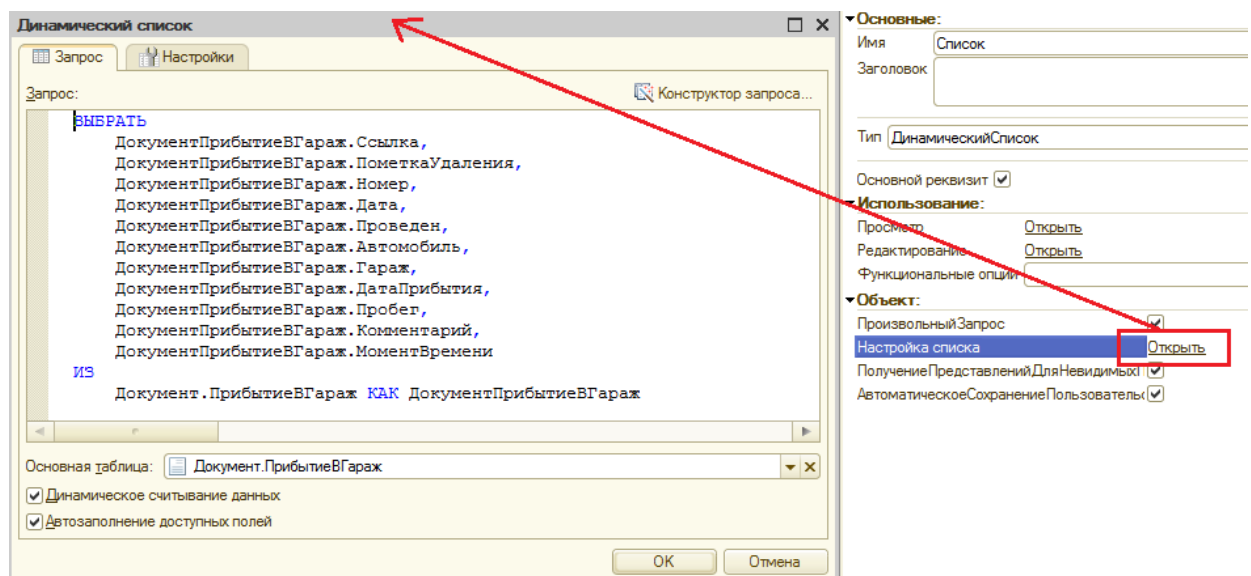 Динамический список
Запрос
Настройки
Запрос:
Конструктор запроса...
ВЫБРАТЬ
ДокументПрибытиеВГараж.Ссылка,
ДокументПрибытиеВГараж.ПометкаУдаления,
ДокументПрибытиеВГараж.Номер,
ДокументПрибытиеВГараж.Дата,
ДокументПрибытиеВГараж.Проведен,
ДокументПрибытиеВГараж.Автомобиль,
ДокументПрибытиеВГараж.Гараж,
ДокументПрибытиеВГараж.ДатаПрибытия,
ДокументПрибытиеВГараж.Пробег,
ДокументПрибытиеВГараж.Комментарий,
ДокументПрибытиеВГараж.МоментВремени
ИЗ
Документ.ПрибытиеВГараж КАК ДокументПрибытиеВГараж
Основная таблица: Документ.ПрибытиеВГараж
Динамическое считывание данных
Автозаполнение доступных полей
ОК
Отмена
Основные:
Имя Список
Заголовок
Тип ДинамическийСписок
Основной реквизит
Использование:
Просмотр Открыть
Редактирование Открыть
Функциональные опции
Объект:
ПроизвольныйЗапрос
Настройка списка Открыть
ПолучениеПредставленийДляНевидимых
АвтоматическоеСохранениеПользователь